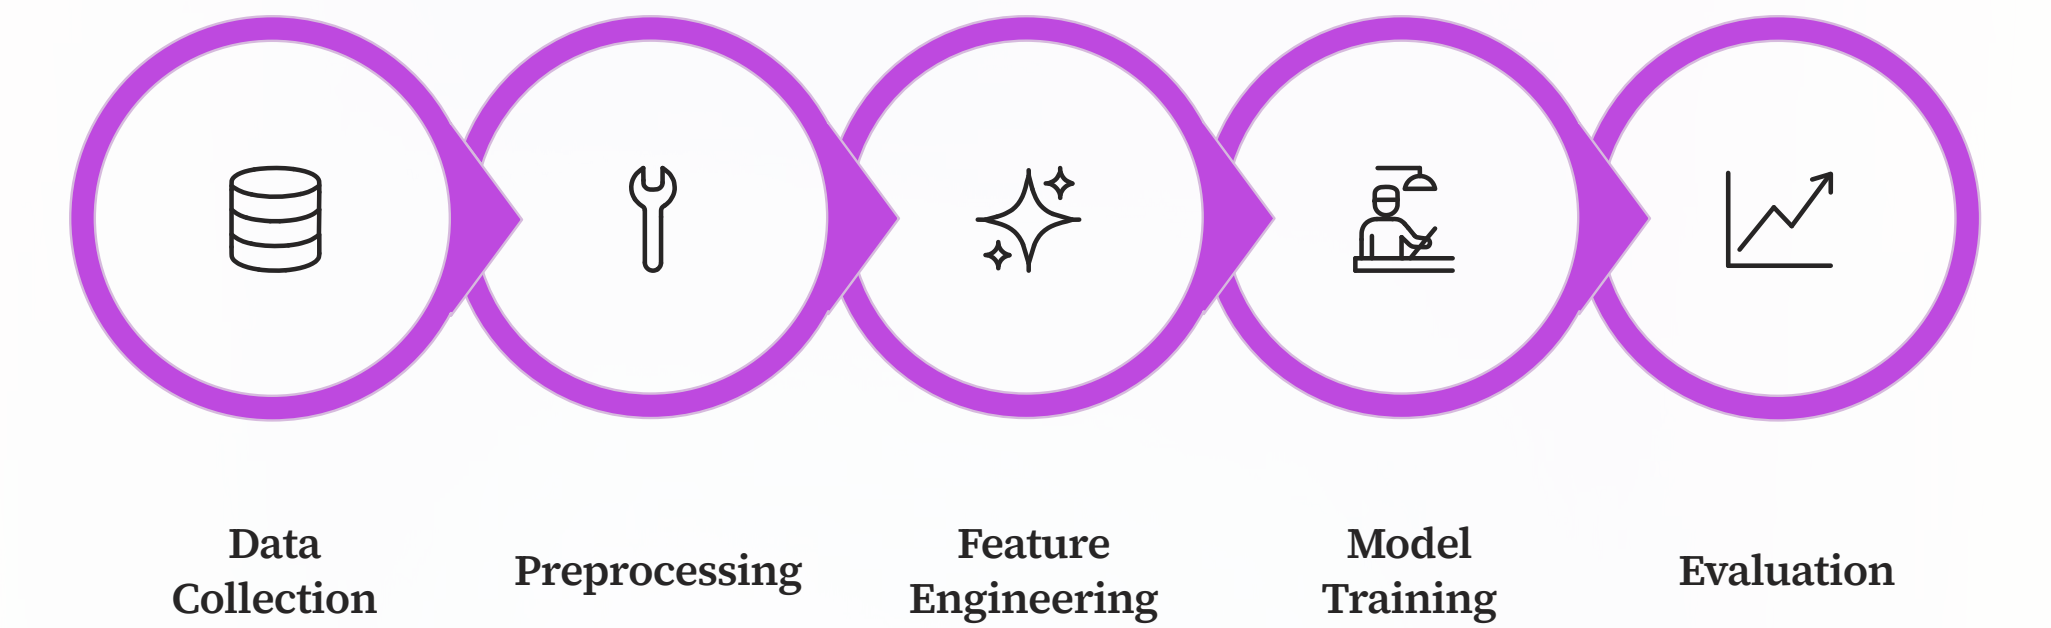 Data
Collection
Preprocessing
Feature
Engineering
Model
Training
Evaluation